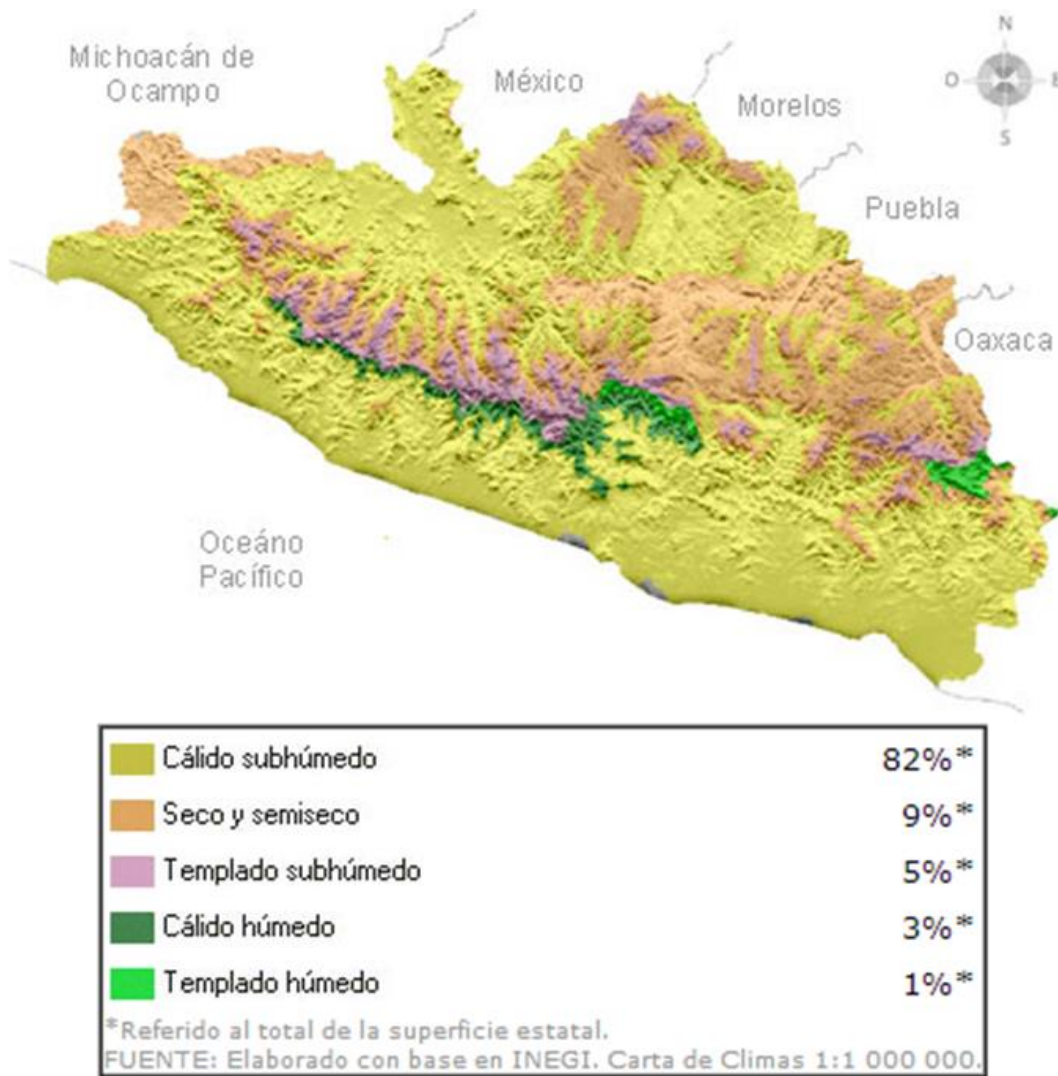 Michoacán de
Ocampo
México
Morelos
Puebla
Oaxaca
Oceáno
Pacífico
N
O
E
S
Cálido subhúmedo 82%*
Seco y semiseco 9%*
Templado subhúmedo 5%*
Cálido húmedo 3%*
Templado húmedo 1%*
*Referido al total de la superficie estatal.
FUENTE: Elaborado con base en INEGI. Carta de Climas 1:1 000 000.